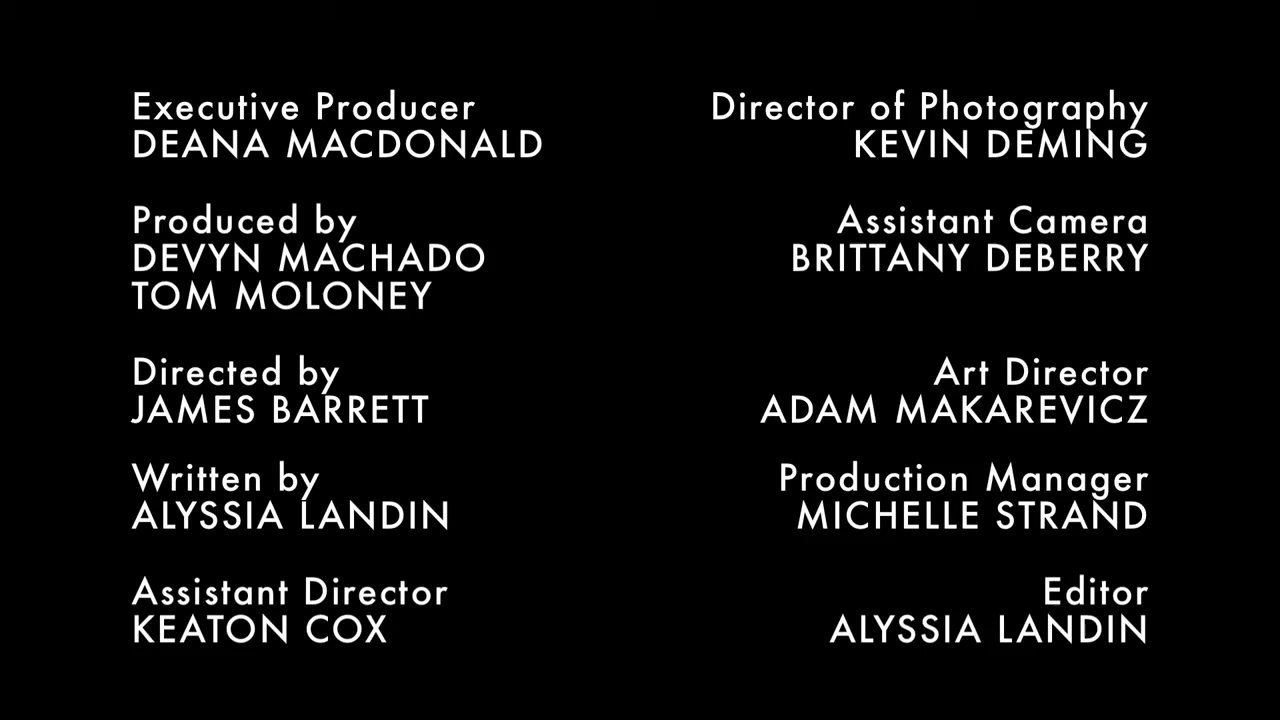 Executive Producer
DEANA MACDONALD
Produced by
DEVYN MACHADO
TOM MOLONEY
Directed by
JAMES BARRETT
Written by
ALYSSIA LANDIN
Assistant Director
KEATON COX
Director of Photography
KEVIN DEMING
Assistant Camera
BRITTANY DEBERRY
Art Director
ADAM MAKAREVICZ
Production Manager
MICHELLE STRAND
Editor
ALYSSIA LANDIN